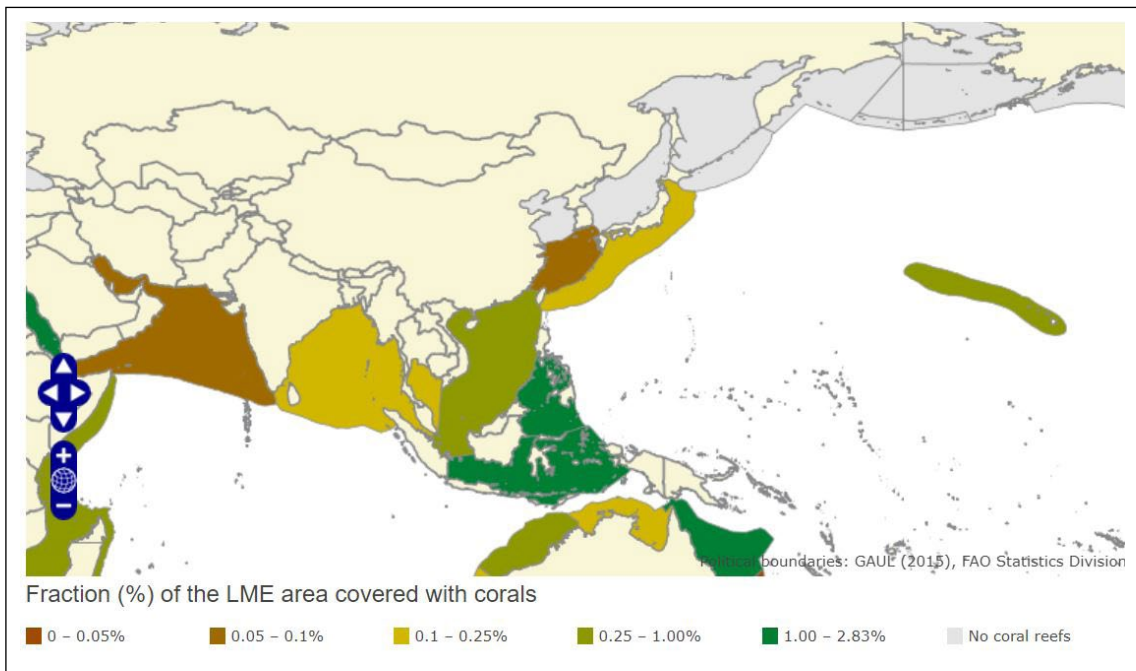 Political boundaries: GAUL (2015), FAO Statistics Division
Fraction (%) of the LME area covered with corals
0 – 0.05%
0.05 – 0.1%
0.1 – 0.25%
0.25 – 1.00%
1.00 – 2.83%
No coral reefs